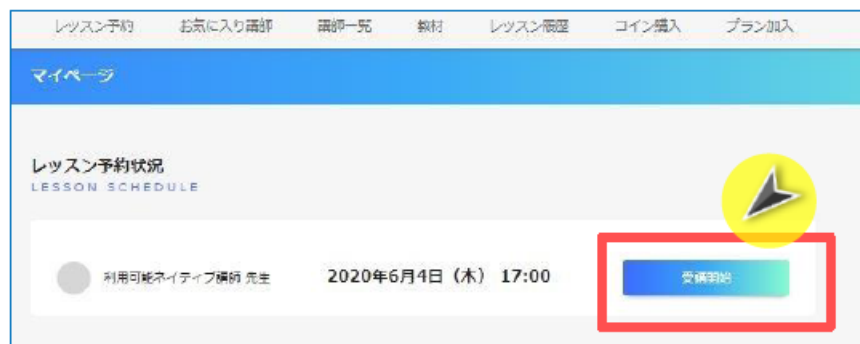 レッスン予約 お気に入り講師 講師一覧 教材 レッスン履歴 コイン購入 プラン加入
マイページ
レッスン予約状況
LESSON SCHEDULE
利用可能ネイティブ講師 先生 2020年6月4日（木） 17:00 受講開始